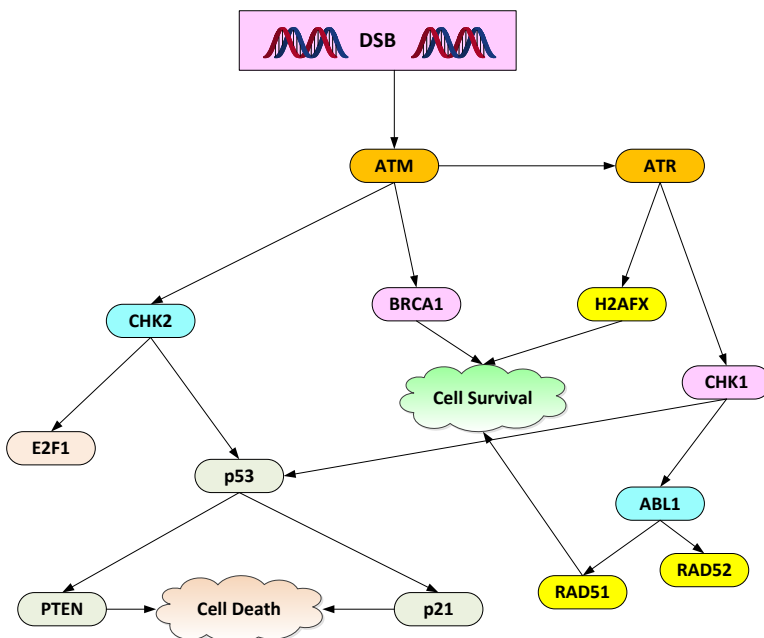 DSB
ATM
ATR
BRCA1
H2AFX
CHK2
CHK1
Cell Survival
E2F1
p53
ABL1
RAD52
RAD51
PTEN
Cell Death
p21